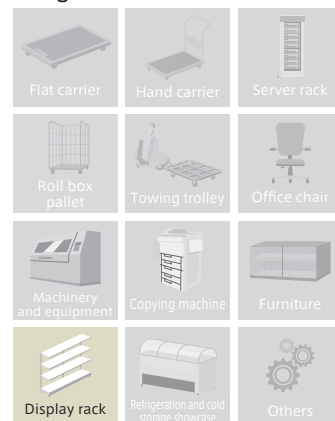 Flat carrier
Hand carrier
Server rack
Roll box
pallet
Towing trolley
Office chair
Machinery
and equipment
Copying machine
Furniture
Display rack
Refrigeration and cold
storage showcase
Others